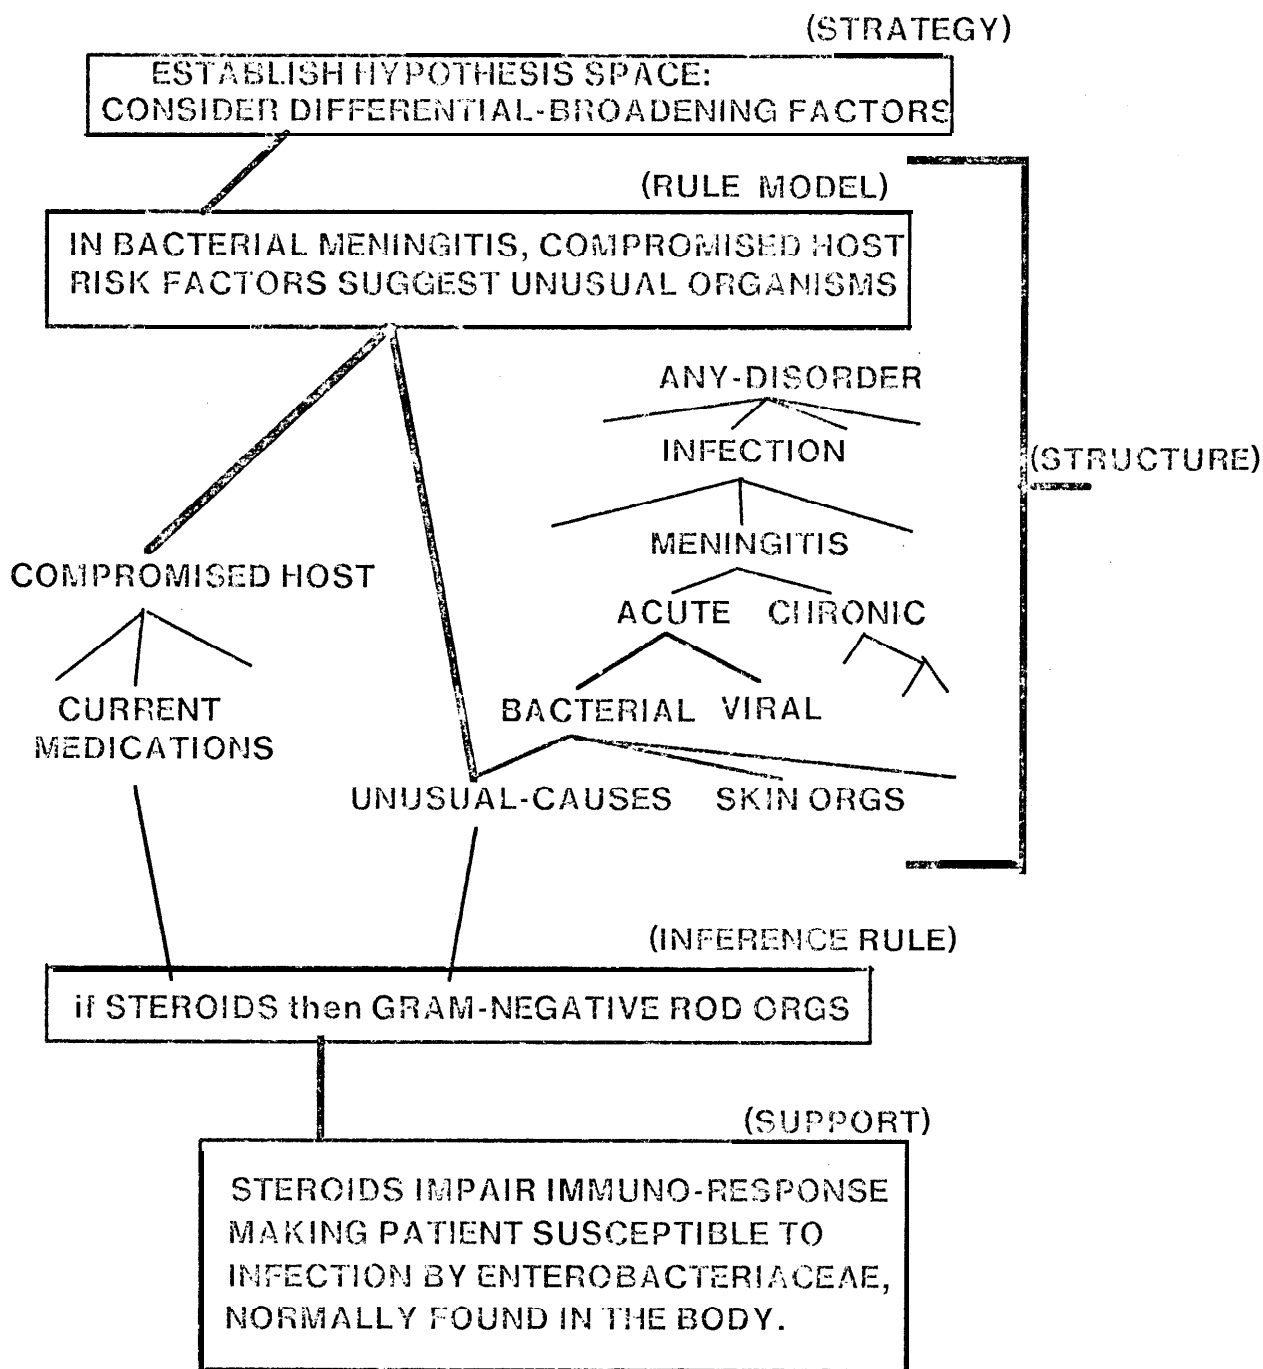 (STRATEGY)
ESTABLISH HYPOTHESIS SPACE:
CONSIDER DIFFERENTIAL-BROADENING FACTORS
(RULE MODEL)
IN BACTERIAL MENINGITIS, COMPROMISED HOST
RISK FACTORS SUGGEST UNUSUAL ORGANISMS
ANY-DISORDER
INFECTION
(STRUCTURE)
MENINGITIS
COMPROMISED HOST
ACUTE CHRONIC
CURRENT
MEDICATIONS
BACTERIAL VIRAL
UNUSUAL-CAUSES SKIN ORGS
(INFERENCE RULE)
if STEROIDS then GRAM-NEGATIVE ROD ORGS
(SUPPORT)
STEROIDS IMPAIR IMMUNO-RESPONSE
MAKING PATIENT SUSCEPTIBLE TO
INFECTION BY ENTEROBACTERIACEAE,
NORMALLY FOUND IN THE BODY.